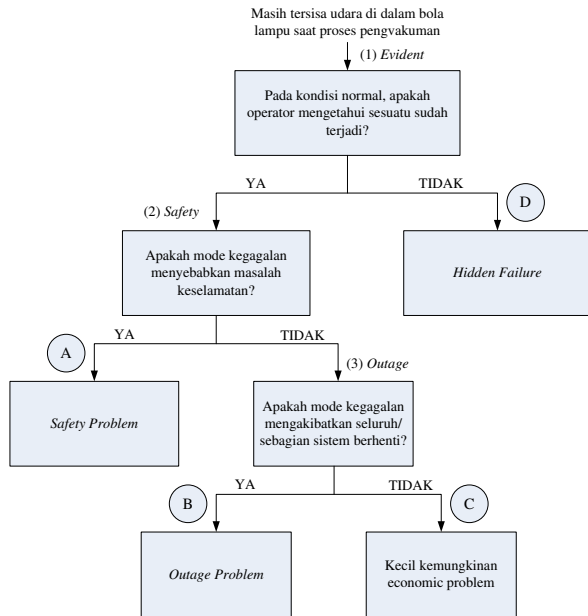 Masih tersisa udara di dalam bola
lampu saat proses pengvakuman
(1) Evident
Pada kondisi normal, apakah
operator mengetahui sesuatu sudah
terjadi?
YA
TIDAK
D
(2) Safety
Apakah mode kegagalan
menyebabkan masalah
keselamatan?
Hidden Failure
YA
TIDAK
A
(3) Outage
Safety Problem
Apakah mode kegagalan
mengakibatkan seluruh/
sebagian sistem berhenti?
YA
TIDAK
B
C
Outage Problem
Kecil kemungkinan
economic problem